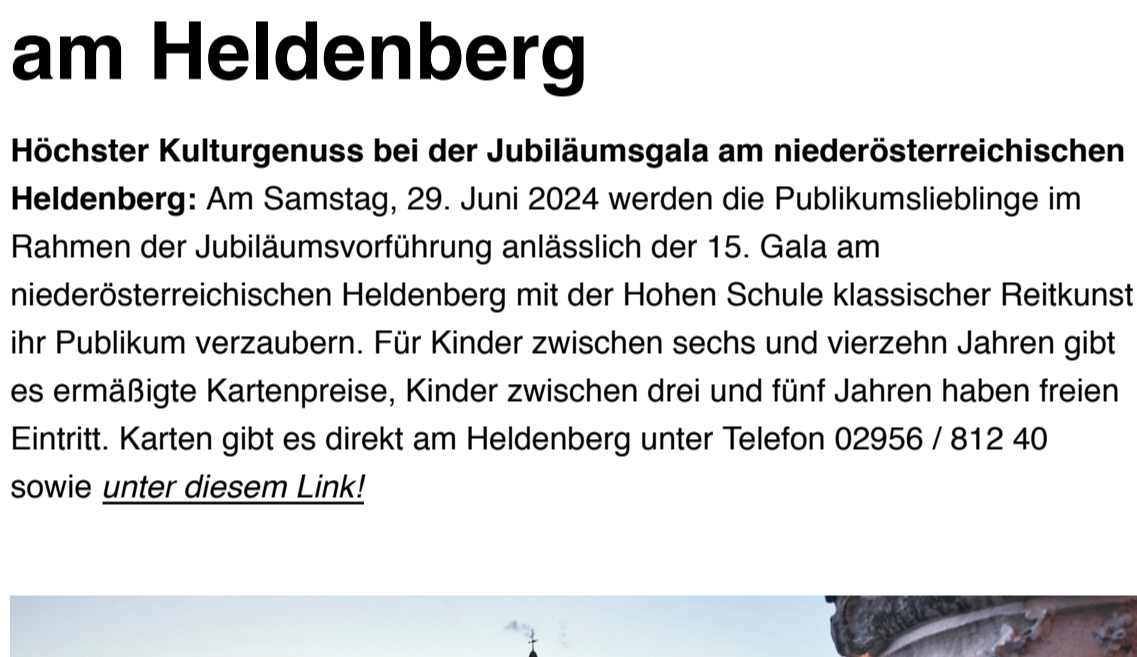 am Heldenberg
Höchster Kulturgenuss bei der Jubiläumsgala am niederösterreichischen
Heldenberg: Am Samstag, 29. Juni 2024 werden die Publikumslieblinge im
Rahmen der Jubiläumsvorführung anlässlich der 15. Gala am
niederösterreichischen Heldenberg mit der Hohen Schule klassischer Reitkunst
ihr Publikum verzaubern. Für Kinder zwischen sechs und vierzehn Jahren gibt
es ermäßigte Kartenpreise, Kinder zwischen drei und fünf Jahren haben freien
Eintritt. Karten gibt es direkt am Heldenberg unter Telefon 02956 / 812 40
sowie unter diesem Link!